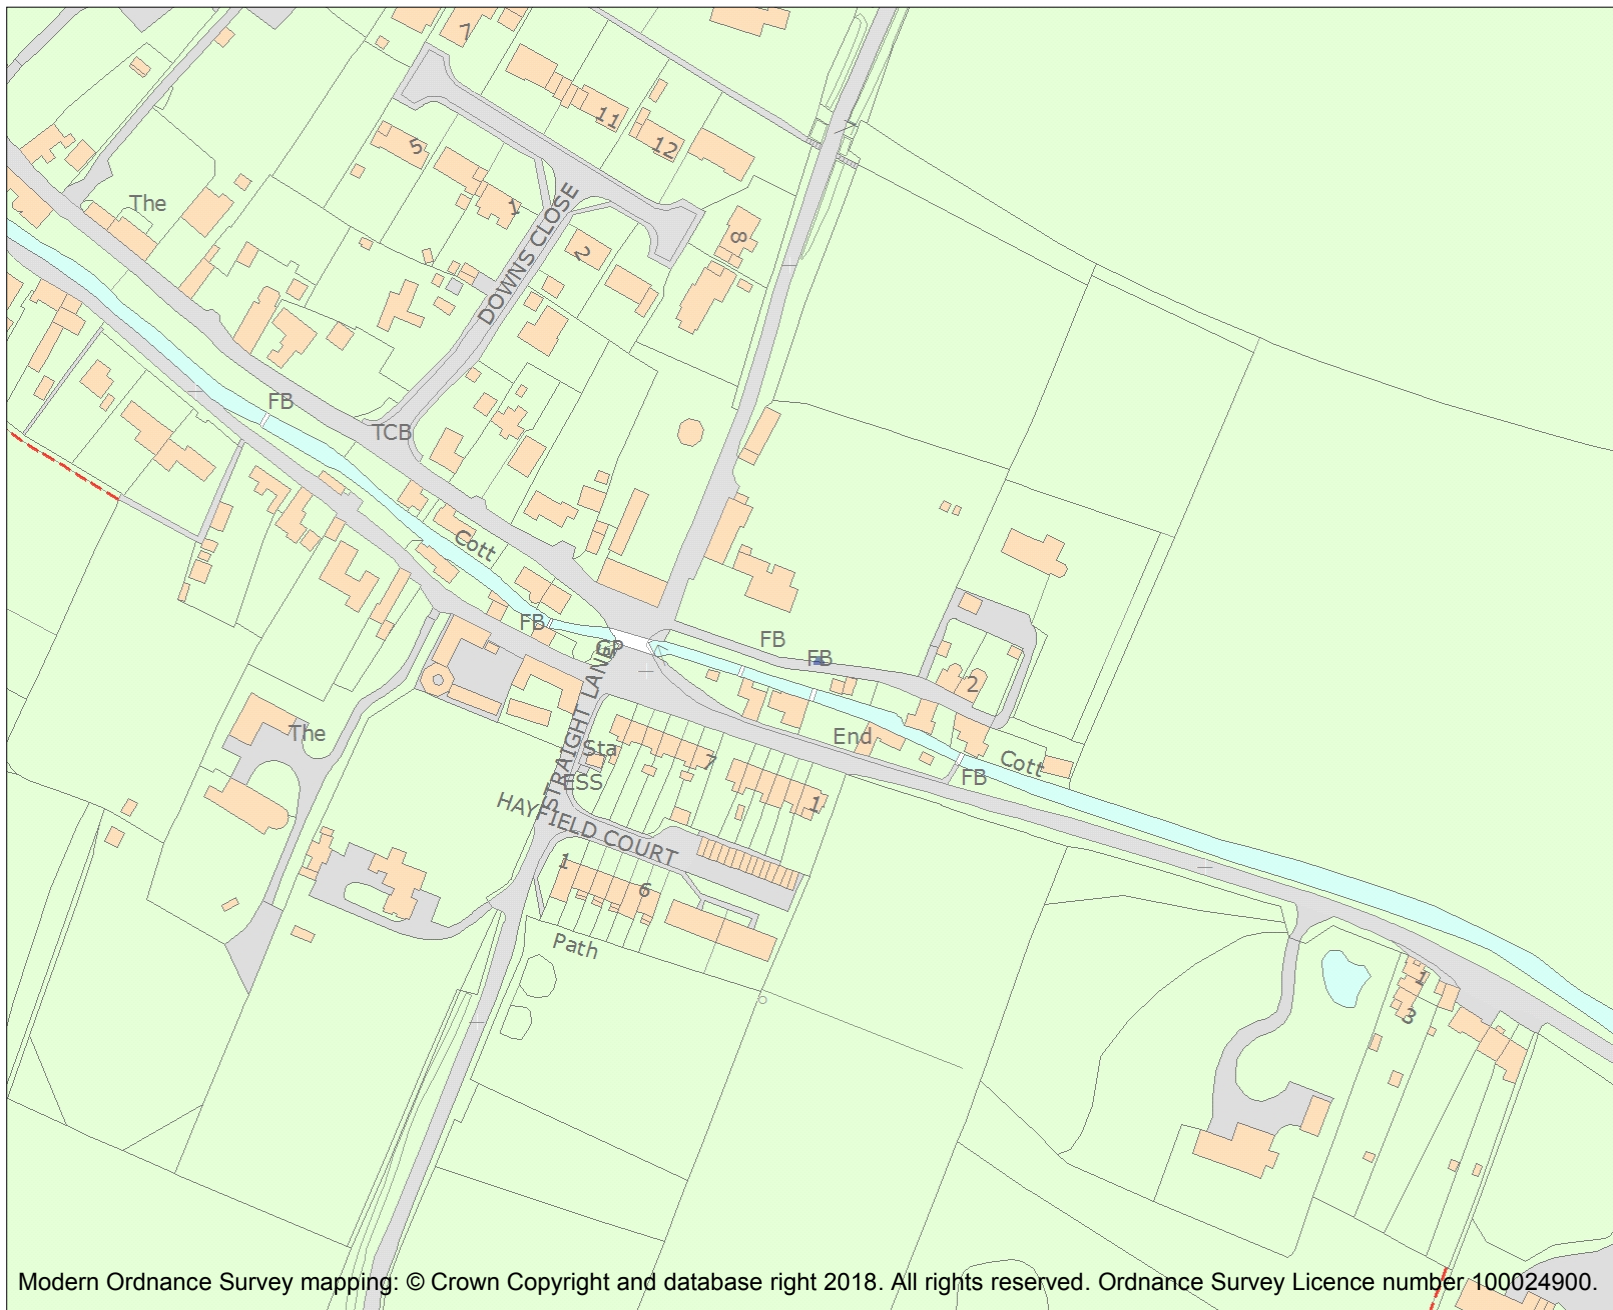 7
11
12
5
The
1
DOWNS CLOSE
2
8
FB
TCB
Cott
FB
GP
FB
FB
2
The
STRAIGHT LANE
Sta
ESS
7
End
Cott
FB
1
HAYFIELD COURT
1
6
Path
1
3
Modern Ordnance Survey mapping: © Crown Copyright and database right 2018. All rights reserved. Ordnance Survey Licence number 100024900.